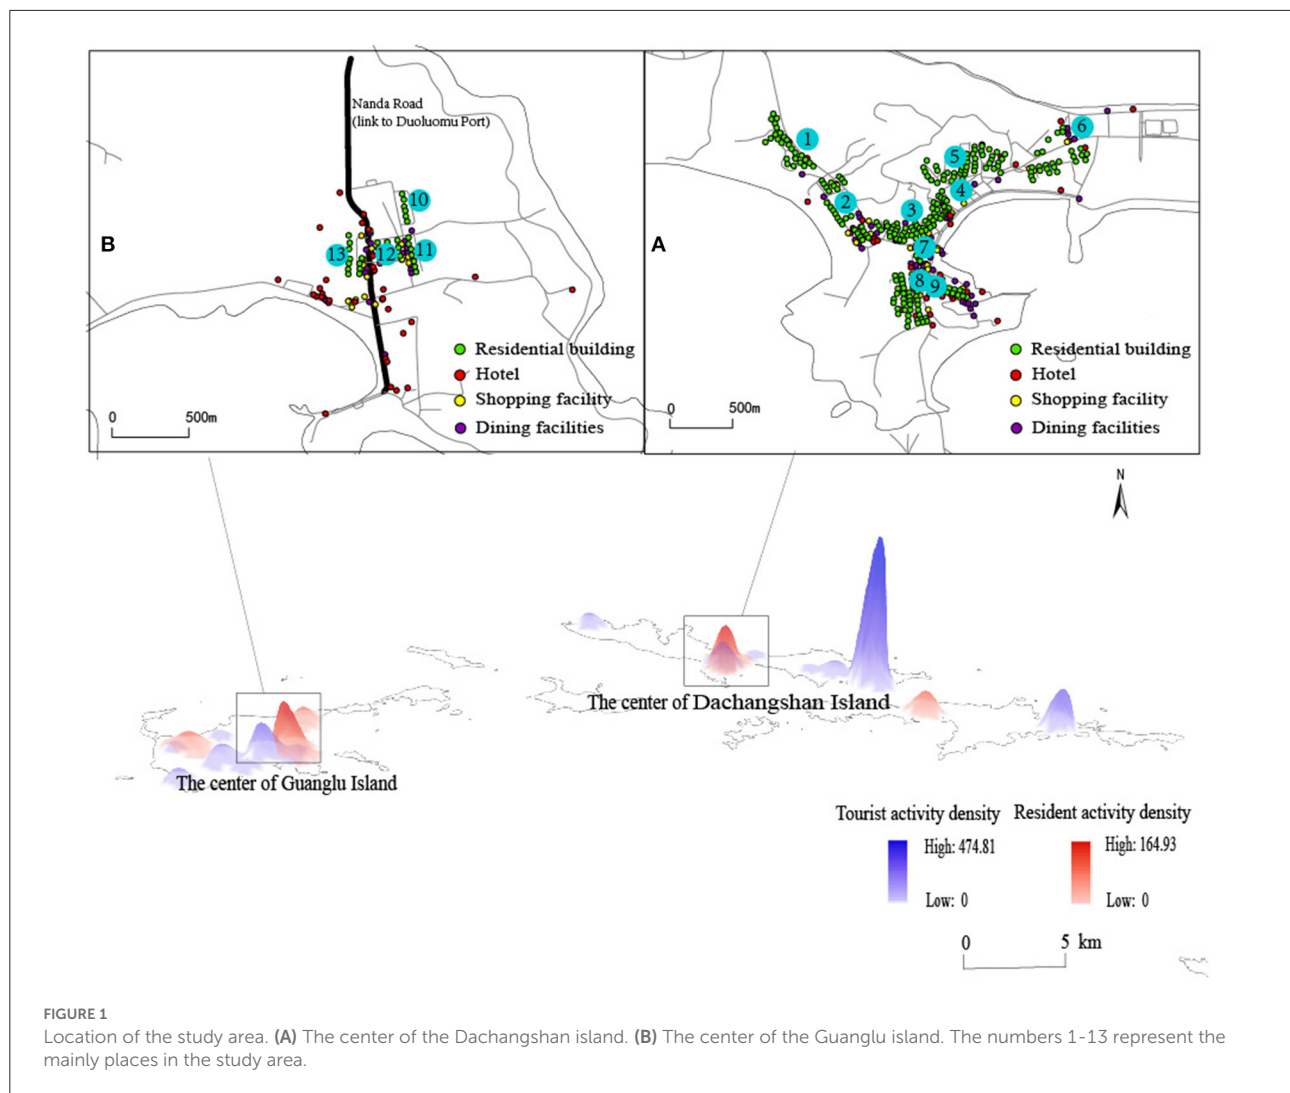 Nanda Road
(link to Duoluomu Port)
B
10
11
12
13
Residential building
Hotel
Shopping facility
Dining facilities
0 500m
A
1
2
3
4
5
6
7
8
9
Residential building
Hotel
Shopping facility
Dining facilities
0 500m
N
The center of Dachangshan Island
The center of Guanglu Island
Tourist activity density Resident activity density
High: 474.81 High: 164.93
Low: 0 Low: 0
0 5 km
FIGURE 1
Location of the study area. (A) The center of the Dachangshan island. (B) The center of the Guanglu island. The numbers 1-13 represent the
mainly places in the study area.